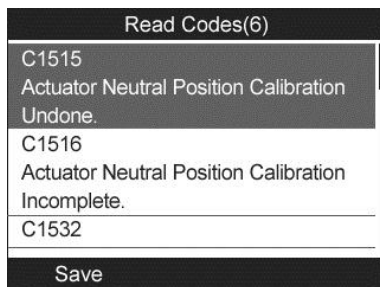 Read Codes(6)
C1515
Actuator Neutral Position Calibration
Undone.
C1516
Actuator Neutral Position Calibration
Incomplete.
C1532
Save